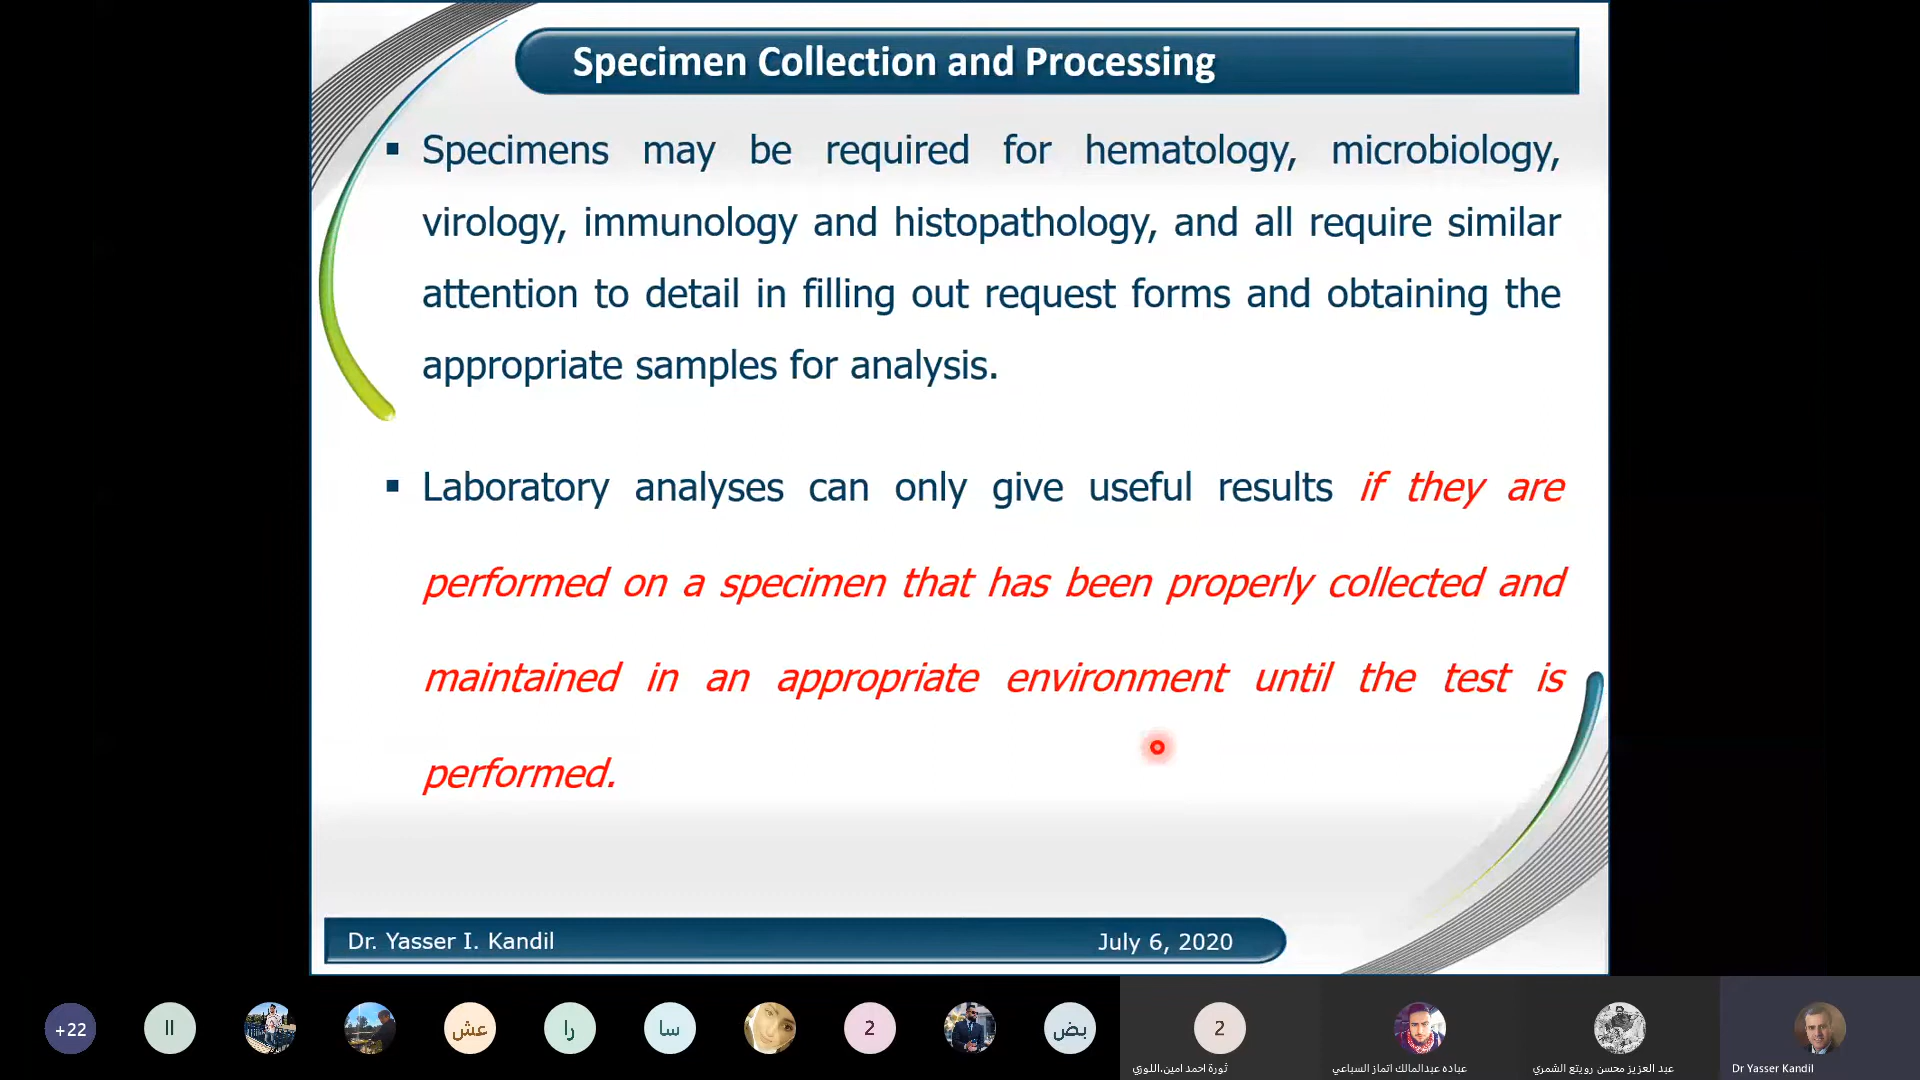 Specimen Collection and Processing
▪ Specimens may be required for hematology, microbiology,
virology, immunology and histopathology, and all require similar
attention to detail in filling out request forms and obtaining the
appropriate samples for analysis.
▪ Laboratory analyses can only give useful results if they are
performed on a specimen that has been properly collected and
maintained in an appropriate environment until the test is
performed.
Dr. Yasser I. Kandil
July 6, 2020
+22
اا
عش
را
سا
2
بض
2
ثورة احمد امين.اللوزي
عباده عبدالمالك اتماز السباعي
عبد العزيز محسن رويتع الشمري
Dr Yasser Kandil